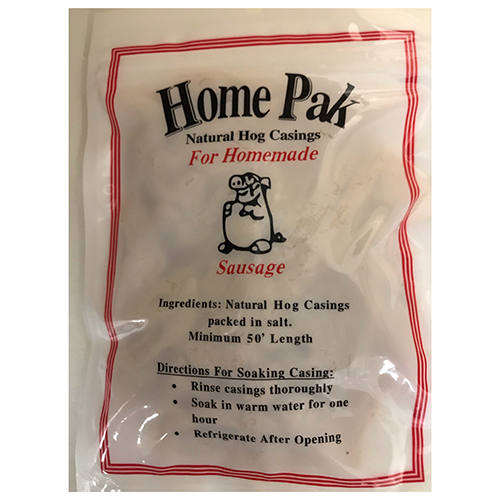 Home Pak
Natural Hog Casings
For Homemade
Sausage
Ingredients: Natural Hog Casings
packed in salt.
Minimum 50' Length
Directions For Soaking Casing:
• Rinse casings thoroughly
• Soak in warm water for one
hour
• Refrigerate After Opening